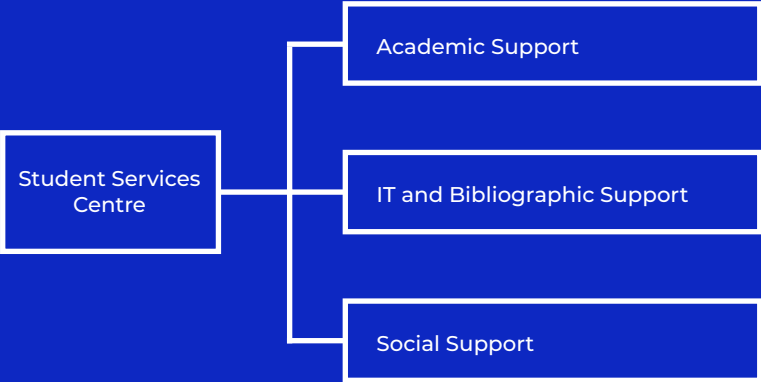 Academic Support
Student Services
Centre
IT and Bibliographic Support
Social Support